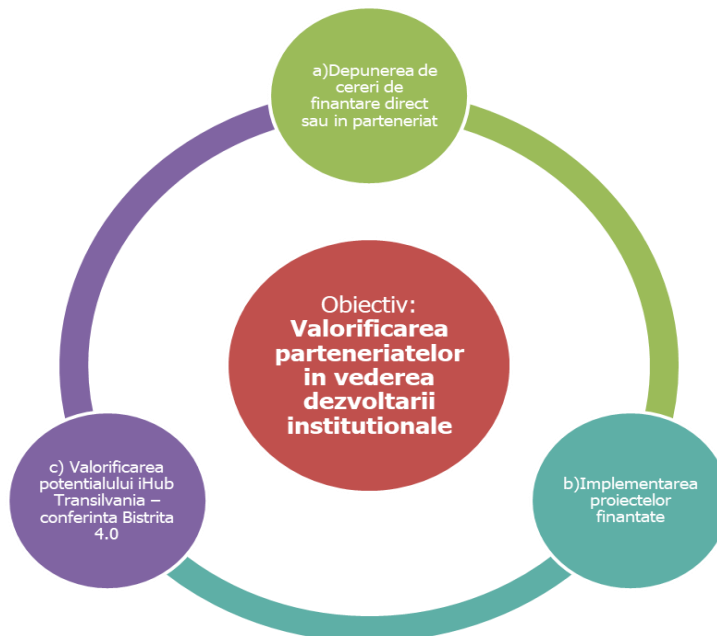 a)Depunerea de
cereri de
finantare direct
sau in parteneriat
Obiectiv:
Valorificarea
parteneriatelor
in vederea
dezvoltarii
institutionale
c) Valorificarea
potentialului iHub
Transilvania –
conferinta Bistrita
4.0
b)Implementarea
proiectelor
finantate